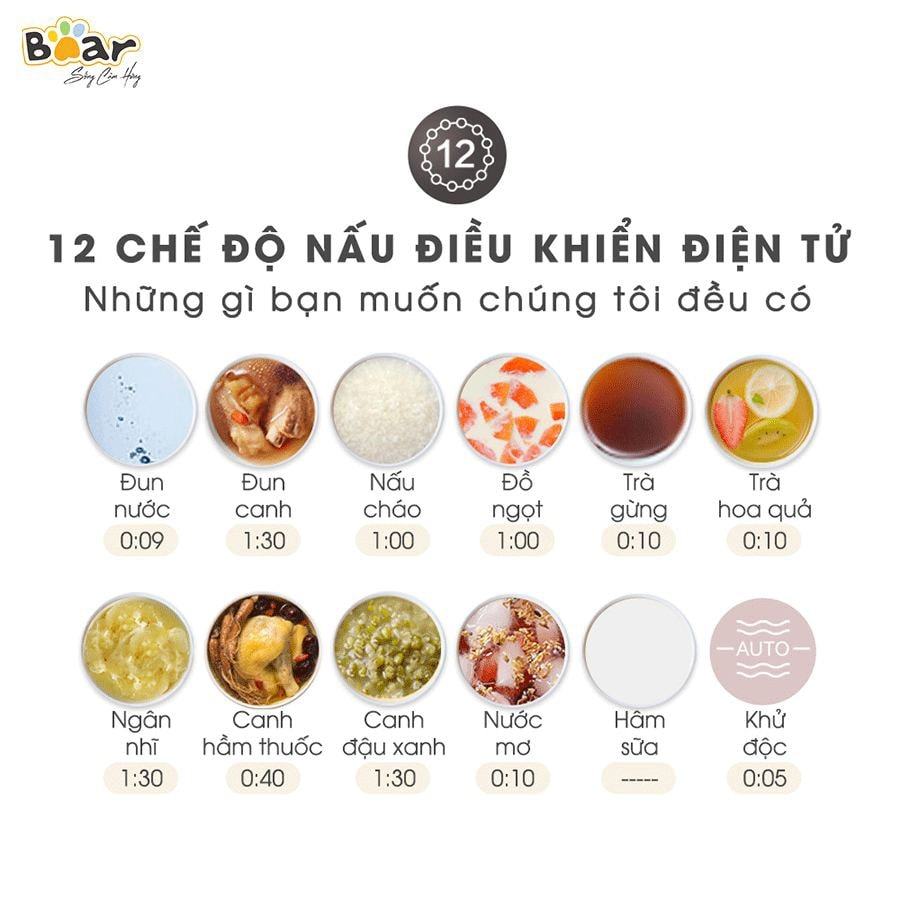 Bear
Sống Cảm Hứng
12
12 CHẾ ĐỘ NẤU ĐIỀU KHIỂN ĐIỆN TỬ
Những gì bạn muốn chúng tôi đều có
Đun nước
0:09
Đun canh
1:30
Nấu cháo
1:00
Đồ ngọt
1:00
Trà gừng
0:10
Trà hoa quả
0:10
Ngân nhĩ
1:30
Canh hầm thuốc
0:40
Canh đậu xanh
1:30
Nước mơ
0:10
Hâm sữa
-----
AUTO
Khử độc
0:05